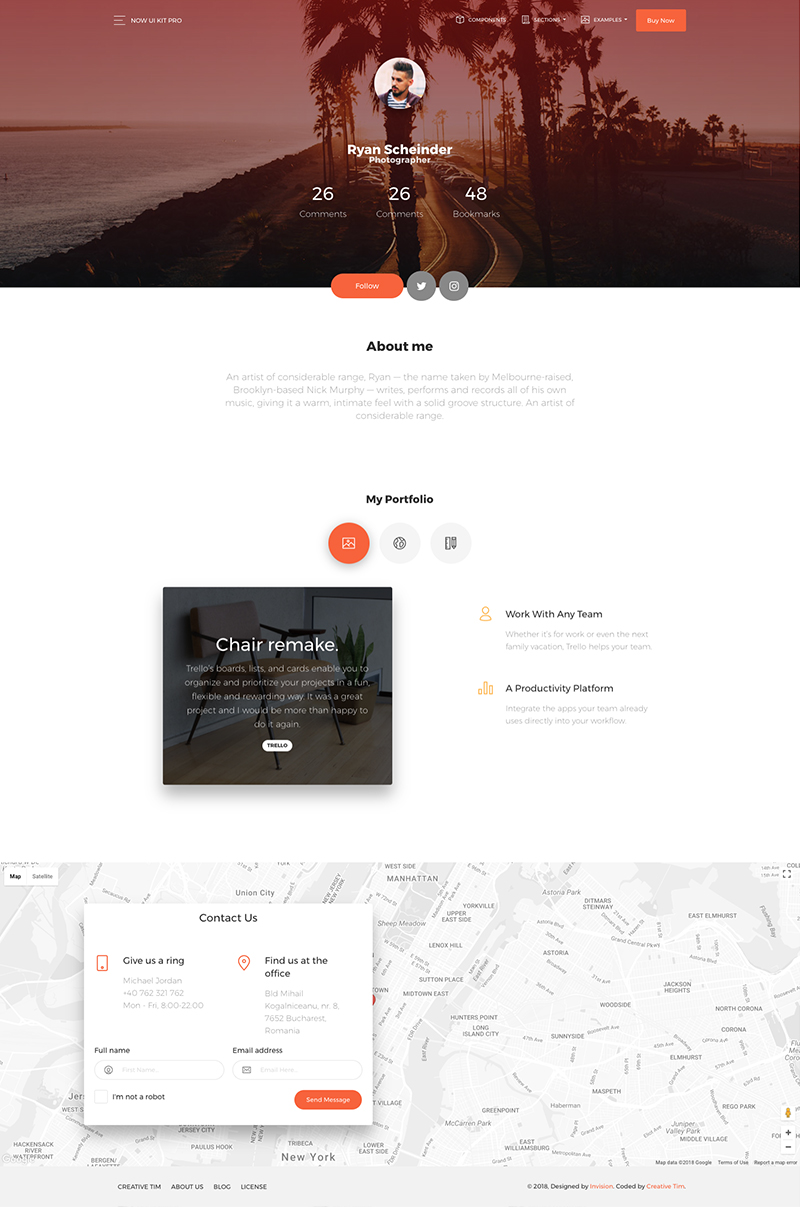 NOW UI KIT PRO
COMPONENTS
SECTIONS
EXAMPLES
Buy Now
Ryan Scheinder
Photographer
26
Comments
26
Comments
48
Bookmarks
Follow
About me
An artist of considerable range, Ryan — the name taken by Melbourne-raised,
Brooklyn-based Nick Murphy — writes, performs and records all of his own
music, giving it a warm, intimate feel with a solid groove structure. An artist of
considerable range.
My Portfolio
Chair remake.
Trello's boards, lists, and cards enable you to
organize and prioritize your projects in a fun,
flexible and rewarding way. It was a great
project and I would be more than happy to
do it again.
TRELLO
Work With Any Team
Whether it's for work or even the next
family vacation, Trello helps your team.
A Productivity Platform
Integrate the apps your team already
uses directly into your workflow.
Map
Satellite
Union City
WEST SIDE
MANHATTAN
YORKVILLE
UPPER
EAST SIDE
Sheep Meadow
LENOX HILL
SUTTON PLACE
MIDTOWN EAST
Astoria Park
DITMARS
STEINWAY
EAST ELMHURST
Flushing Bay
Grand Central Pkwy
JACKSON
HEIGHTS
NORTH CORONA
WOODSIDE
CORONA
HUNTERS POINT
LONG
ISLAND CITY
SUNNYSIDE
ELMHURST
MASPETH
REGO PARK
Haberman
GREENPOINT
McCarren Park
Juniper
Valley Park
MIDDLE VILLAGE
EAST
WILLIAMSBURG
LOWER
EAST SIDE
TRIBECA
New York
PAULUS HOOK
HACKENSACK
RIVER
WATERFRONT
Contact Us
Give us a ring
Michael Jordan
+40 762 321 762
Mon - Fri, 8:00-22.00
Find us at the
office
Bld Mihail
Kogalniceanu, nr. 8,
7652 Bucharest,
Romania
Full name
First Name...
Email address
Email Here...
I'm not a robot
Send Message
Map data ©2018 Google
Terms of Use
Report a map error
CREATIVE TIM
ABOUT US
BLOG
LICENSE
© 2018, Designed by Invision. Coded by Creative Tim.